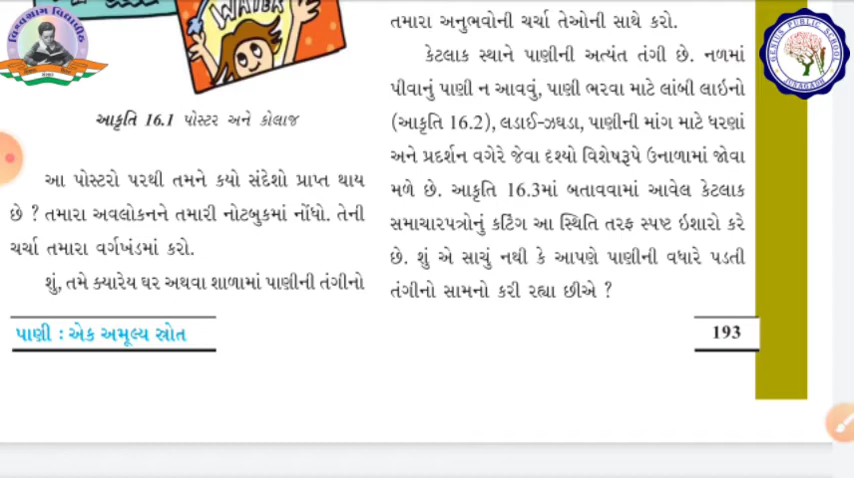 WATER
આકૃતિ 16.1 પોસ્ટર અને કોલાજ
આ પોસ્ટરો પરથી તમને કયો સંદેશો પ્રાપ્ત થાય
છે ? તમારા અવલોકનને તમારી નોટબુકમાં નોંધો. તેની
ચર્ચા તમારા વર્ગખંડમાં કરો.
શું, તમે ક્યારેય ઘર અથવા શાળામાં પાણીની તંગીનો
તમારા અનુભવોની ચર્ચા તેઓની સાથે કરો.
કેટલાક સ્થાને પાણીની અત્યંત તંગી છે. નળમાં
પીવાનું પાણી ન આવવું, પાણી ભરવા માટે લાંબી લાઇનો
(આકૃતિ 16.2), લડાઈ-ઝઘડા, પાણીની માંગ માટે ધરણાં
અને પ્રદર્શન વગેરે જેવા દશ્યો વિશેષરૂપે ઉનાળામાં જોવા
મળે છે. આકૃતિ 16.3માં બતાવવામાં આવેલ કેટલાક
સમાચારપત્રોનું કટિંગ આ સ્થિતિ તરફ સ્પષ્ટ ઇશારો કરે
છે. શું એ સાચું નથી કે આપણે પાણીની વધારે પડતી
તંગીનો સામનો કરી રહ્યા છીએ ?
પાણી : એક અમૂલ્ય સ્રોત
193
વિશ્વગ્રામ વિદ્યાપીઠ
GENIUS PUBLIC SCHOOL
JUNAGADH